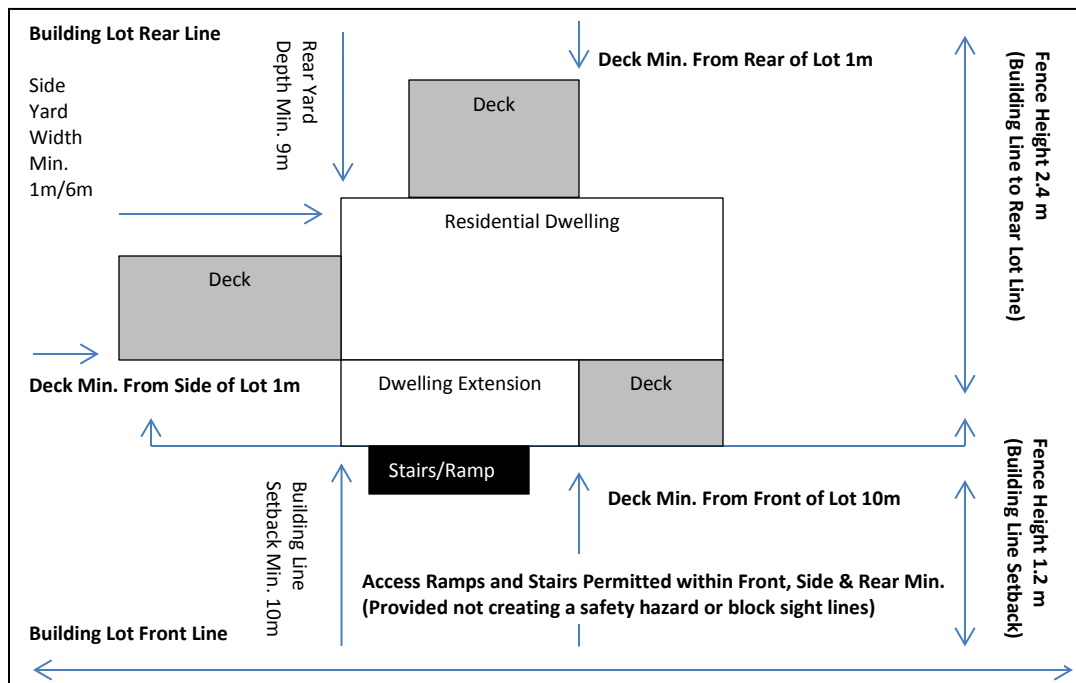 Building Lot Rear Line
Side
Yard
Width
Min.
1m/6m
Rear Yard
Depth Min. 9m
Deck Min. From Rear of Lot 1m
Deck
Fence Height 2.4 m
(Building Line to Rear Lot Line)
Residential Dwelling
Deck
Deck Min. From Side of Lot 1m
Dwelling Extension
Deck
Stairs/Ramp
Building Line
Setback Min. 10m
Deck Min. From Front of Lot 10m
Fence Height 1.2 m
(Building Line Setback)
Access Ramps and Stairs Permitted within Front, Side & Rear Min.
(Provided not creating a safety hazard or block sight lines)
Building Lot Front Line